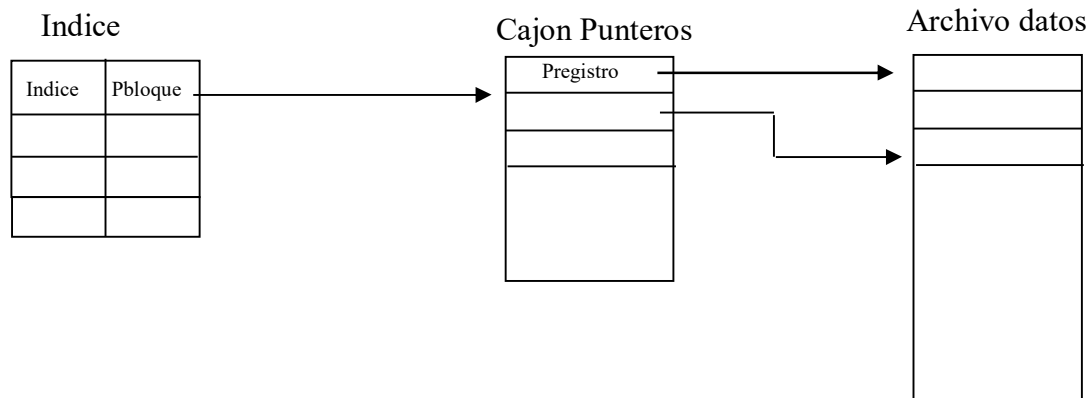 Indice
Cajon Punteros
Archivo datos
Indice
Pbloque
Pregistro